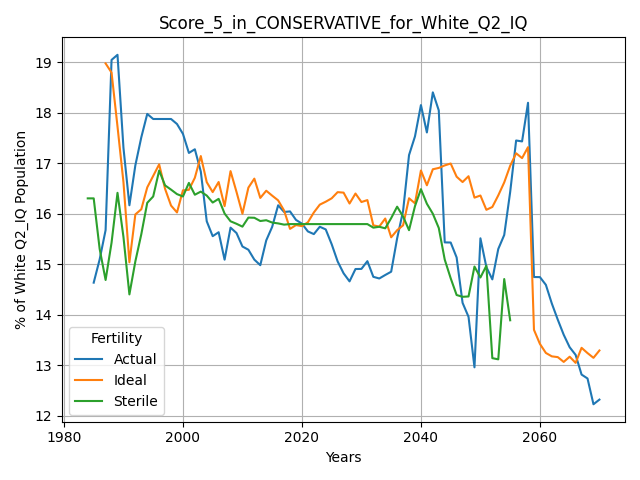 Score_5_in_CONSERVATIVE_for_White_Q2_IQ
% of White Q2_IQ Population
19
18
17
16
15
14
13
12
Fertility
Actual
Ideal
Sterile
1980 2000 2020 2040 2060
Years